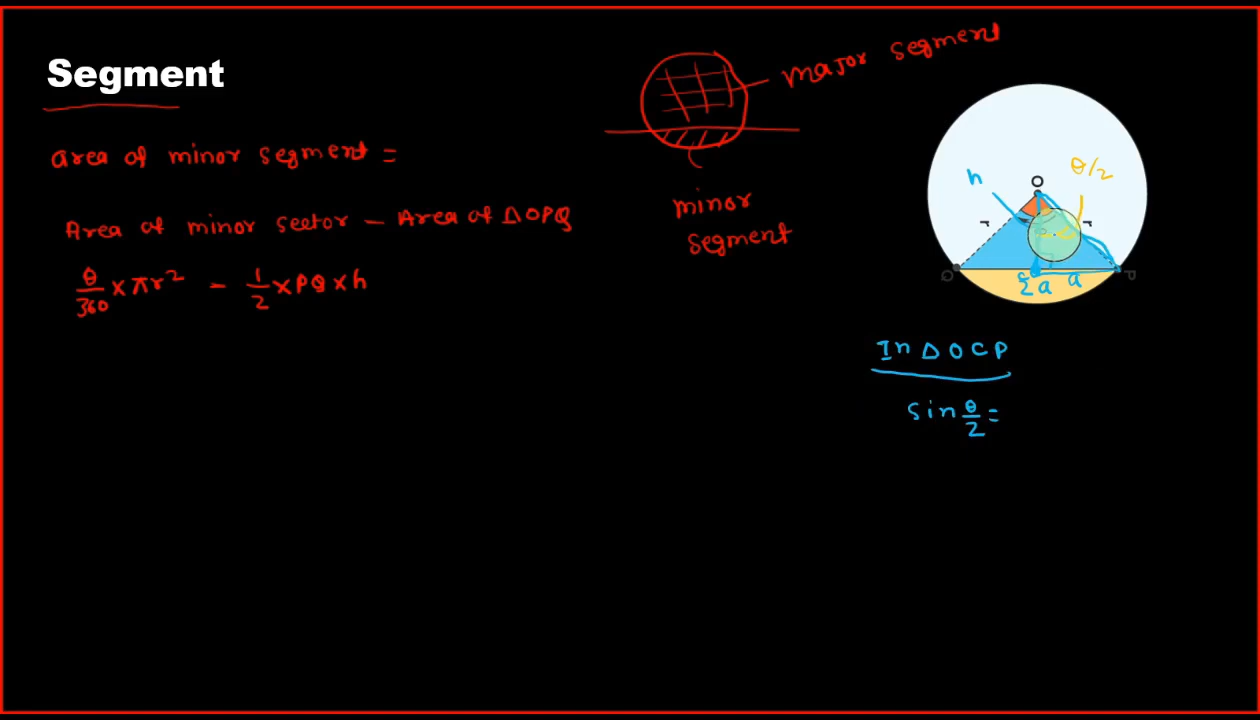 Segment
area of minor segment =
Area of minor sector - Area of ΔOPQ
θ/360 × πr² - 1/2 × PQ × h
major segment
minor
segment
h
θ/2
O
r
r
Q
a
a
P
In Δ OCP
Sin θ/2 =